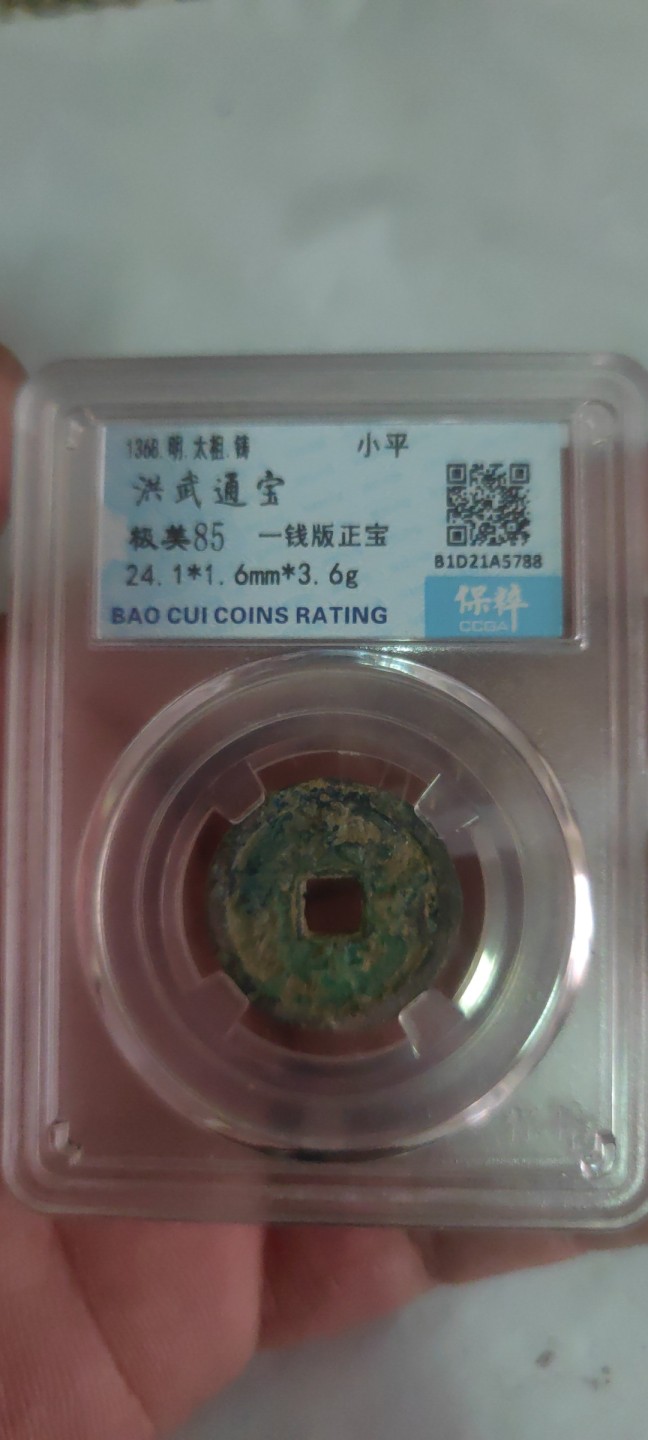 1368.明.太祖.铸
小平
洪武通宝
极美85 一钱版正宝
B1D21A5788
24.1*1.6mm*3.6g
保粹
CCGA
BAO CUI COINS RATING